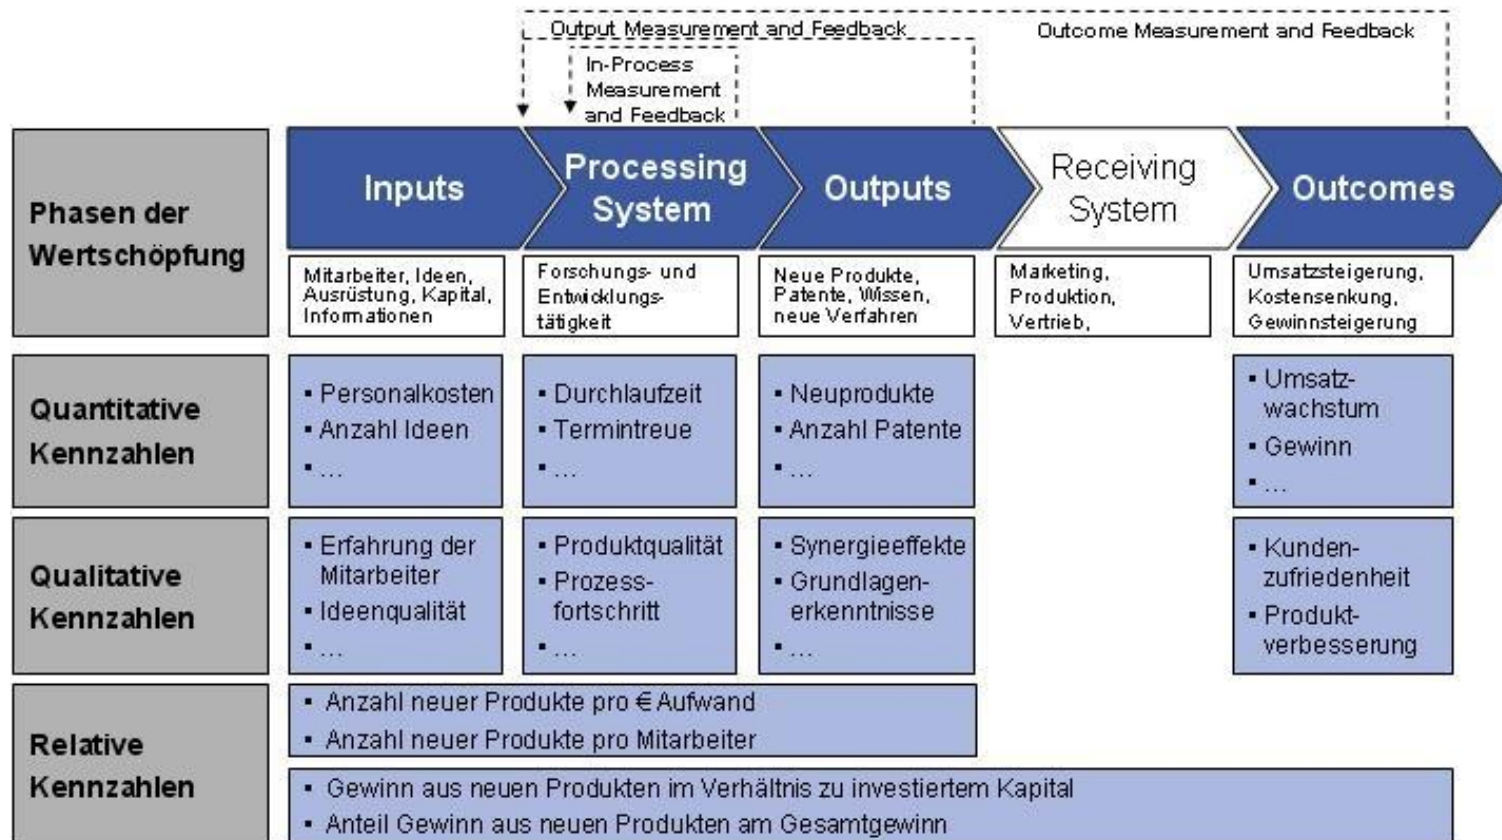 Output Measurement and Feedback
Outcome Measurement and Feedback
In-Process
Measurement
and Feedback
Phasen der
Wertschöpfung
Inputs
Processing
System
Outputs
Receiving
System
Outcomes
Mitarbeiter, Ideen,
Ausrüstung, Kapital,
Informationen
Forschungs- und
Entwicklungs-
tätigkeit
Neue Produkte,
Patente, Wissen,
neue Verfahren
Marketing,
Produktion,
Vertrieb,
Umsatzsteigerung,
Kostensenkung,
Gewinnsteigerung
Quantitative
Kennzahlen
▪ Personalkosten
▪ Anzahl Ideen
▪ ...
▪ Durchlaufzeit
▪ Termintreue
▪ ...
▪ Neuprodukte
▪ Anzahl Patente
▪ ...
▪ Umsatz-
wachstum
▪ Gewinn
▪ ...
Qualitative
Kennzahlen
▪ Erfahrung der
Mitarbeiter
▪ Ideenqualität
▪ ...
▪ Produktqualität
▪ Prozess-
fortschritt
▪ ...
▪ Synergieeffekte
▪ Grundlagen-
erkenntnisse
▪ ...
▪ Kunden-
zufriedenheit
▪ Produkt-
verbesserung
Relative
Kennzahlen
▪ Anzahl neuer Produkte pro € Aufwand
▪ Anzahl neuer Produkte pro Mitarbeiter
▪ Gewinn aus neuen Produkten im Verhältnis zu investiertem Kapital
▪ Anteil Gewinn aus neuen Produkten am Gesamtgewinn